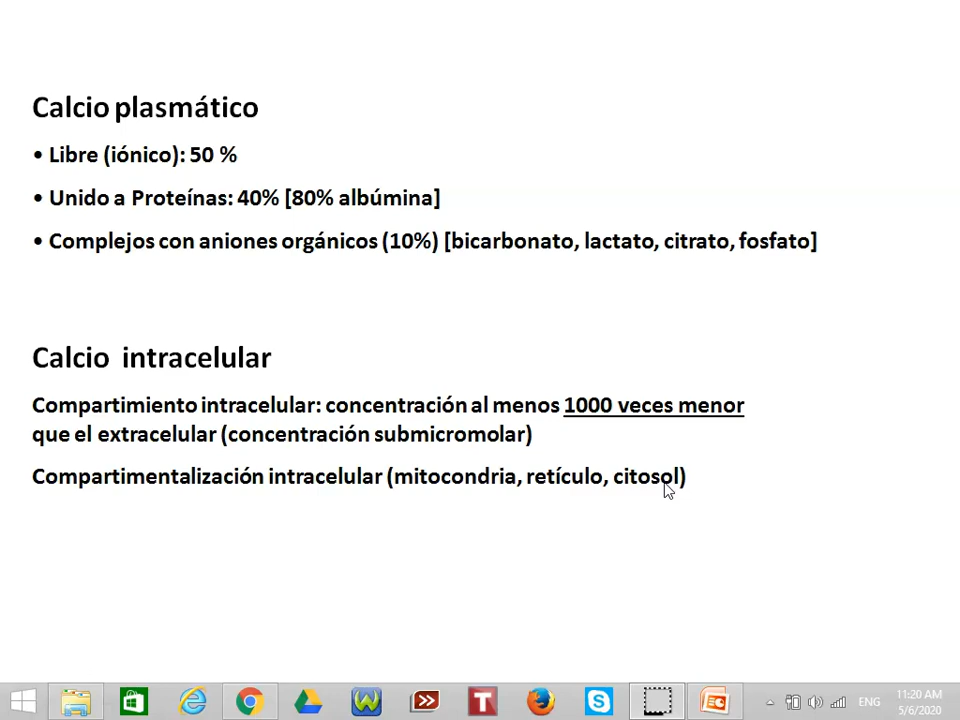 Calcio plasmático
• Libre (iónico): 50 %
• Unido a Proteínas: 40% [80% albúmina]
• Complejos con aniones orgánicos (10%) [bicarbonato, lactato, citrato, fosfato]
Calcio intracelular
Compartimiento intracelular: concentración al menos 1000 veces menor
que el extracelular (concentración submicromolar)
Compartimentalización intracelular (mitocondria, retículo, citosol)
ENG
11:20 AM
5/6/2020